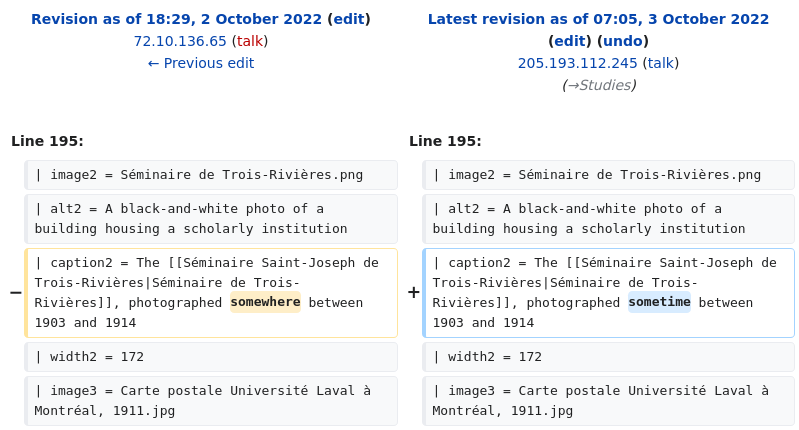 Revision as of 18:29, 2 October 2022 (edit)
72.10.136.65 (talk)
← Previous edit
Latest revision as of 07:05, 3 October 2022
(edit) (undo)
205.193.112.245 (talk)
(→Studies)
Line 195:
| image2 = Séminaire de Trois-Rivières.png
| alt2 = A black-and-white photo of a
building housing a scholarly institution
− | caption2 = The [[Séminaire Saint-Joseph de
Trois-Rivières|Séminaire de Trois-
Rivières]], photographed somewhere between
1903 and 1914
| width2 = 172
| image3 = Carte postale Université Laval à
Montréal, 1911.jpg
Line 195:
| image2 = Séminaire de Trois-Rivières.png
| alt2 = A black-and-white photo of a
building housing a scholarly institution
+ | caption2 = The [[Séminaire Saint-Joseph de
Trois-Rivières|Séminaire de Trois-
Rivières]], photographed sometime between
1903 and 1914
| width2 = 172
| image3 = Carte postale Université Laval à
Montréal, 1911.jpg